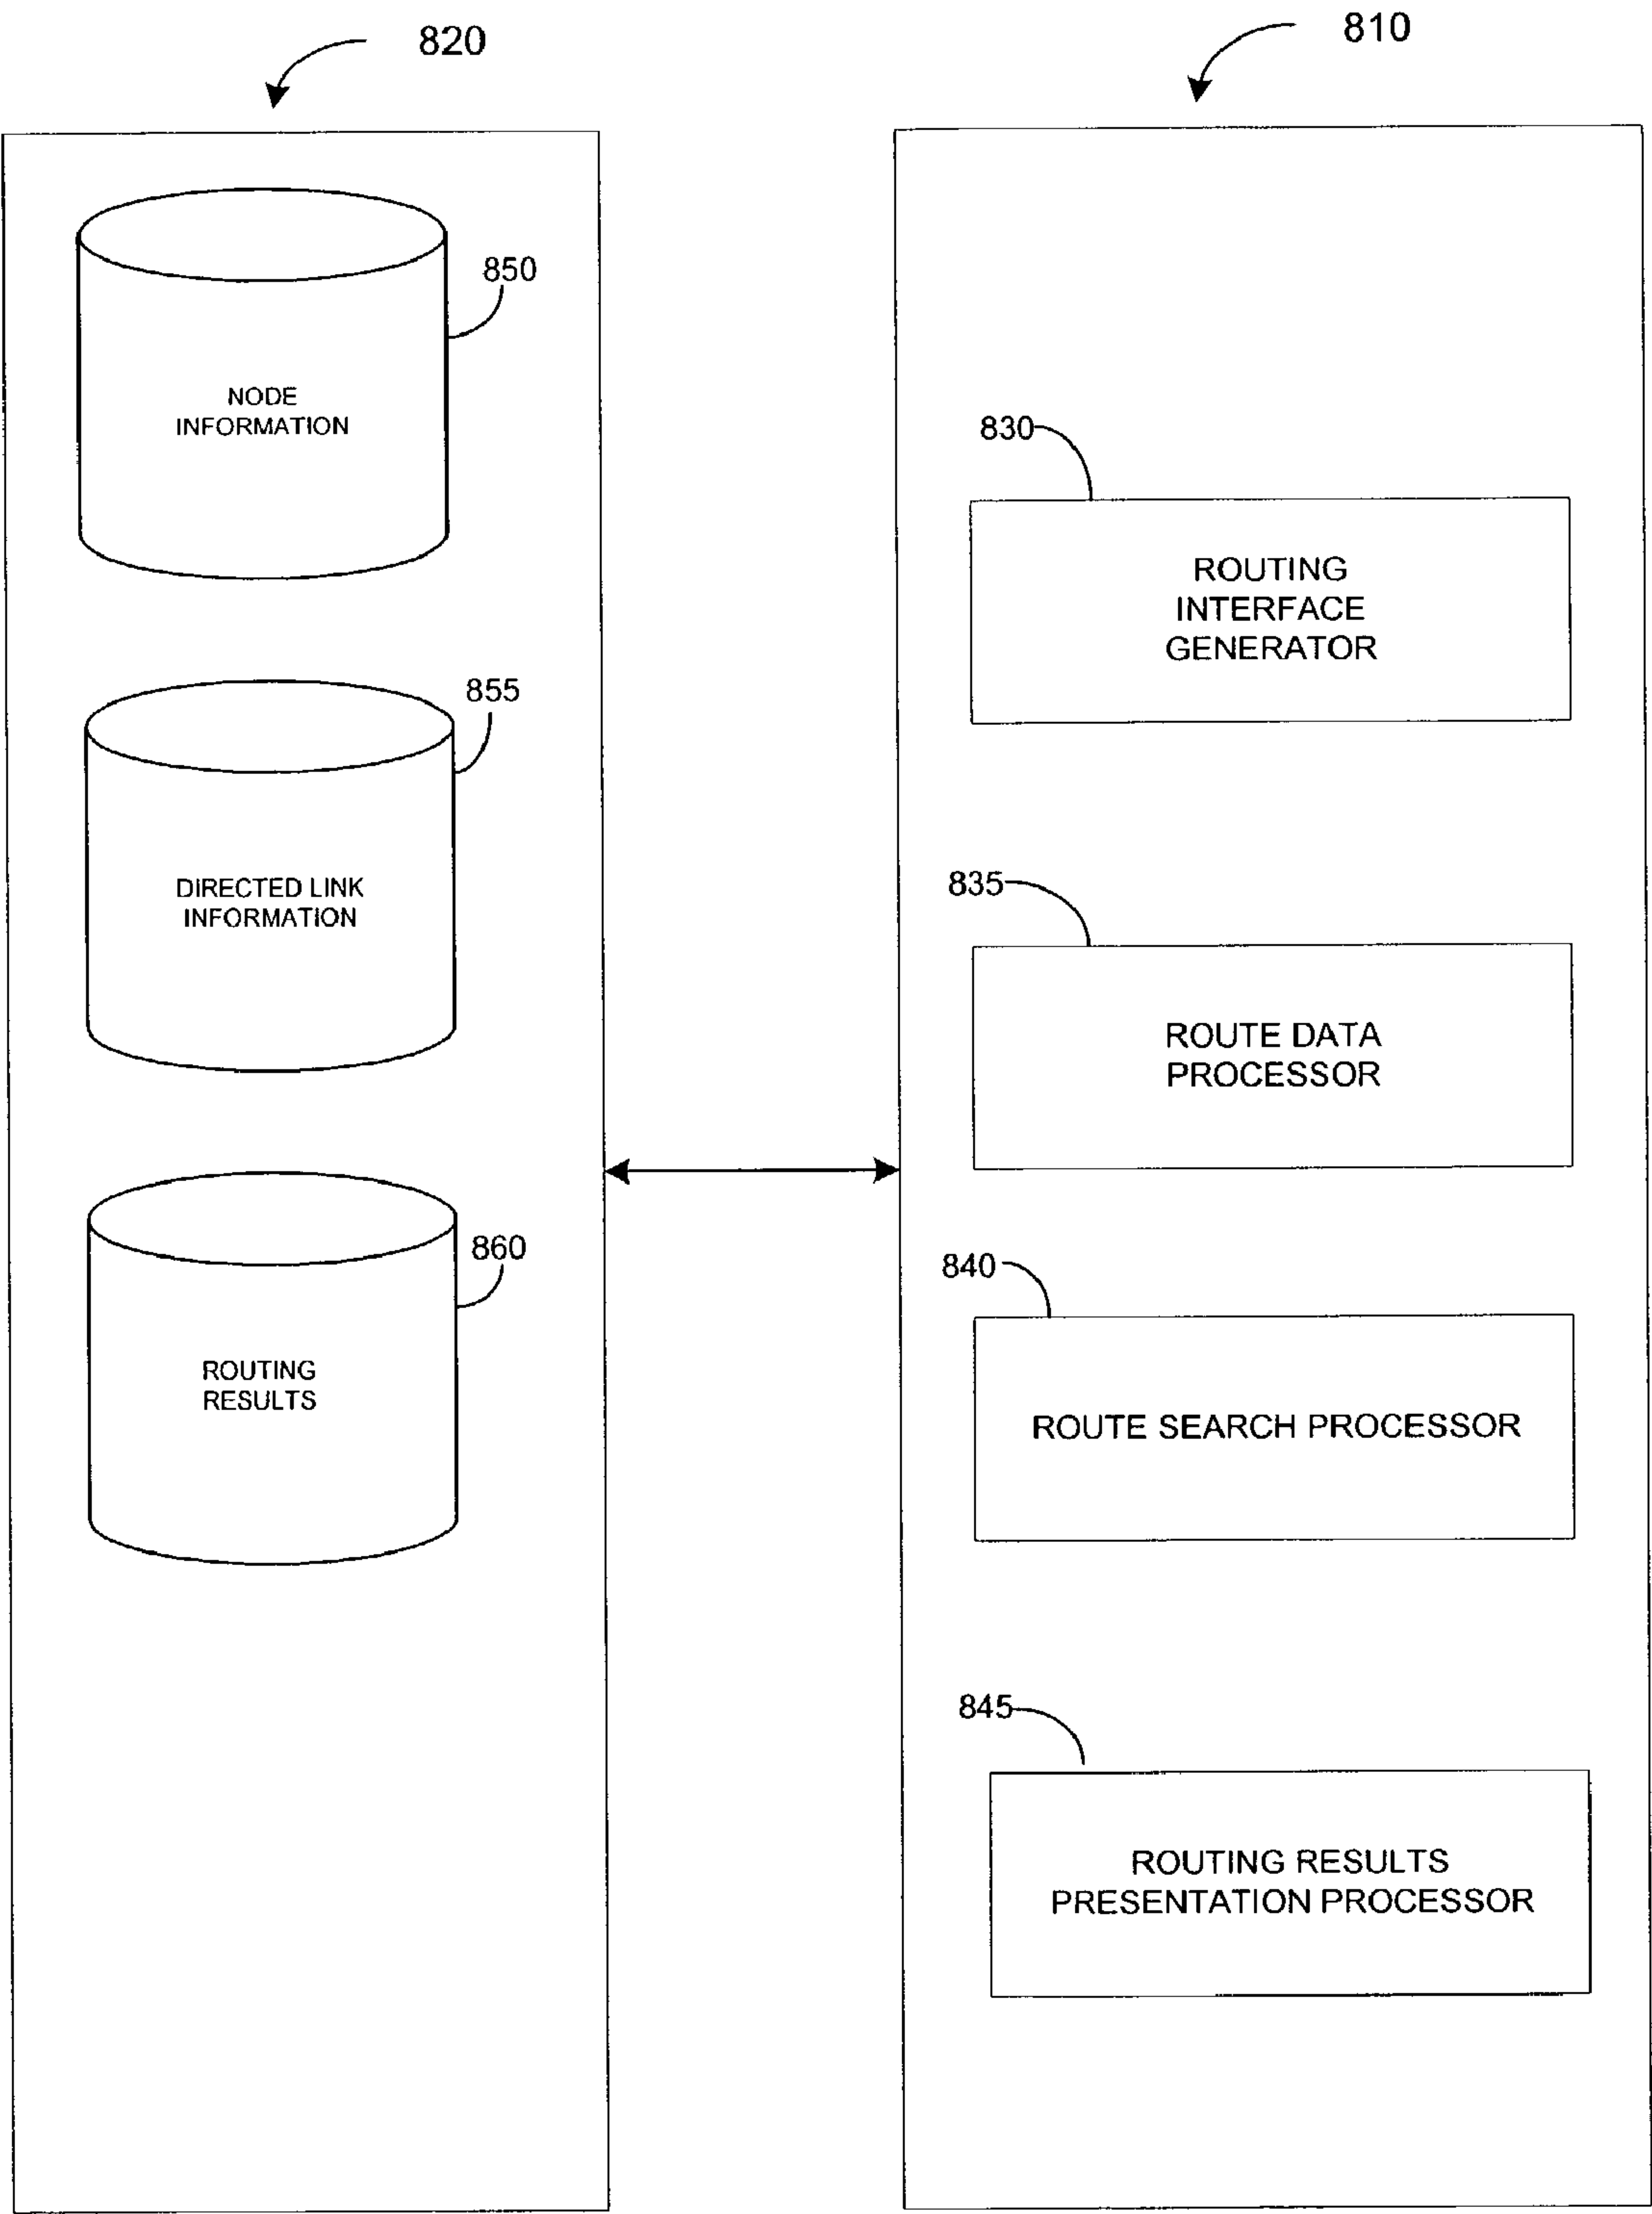 820
810
850
NODE
INFORMATION
855
DIRECTED LINK
INFORMATION
860
ROUTING
RESULTS
830
ROUTING
INTERFACE
GENERATOR
835
ROUTE DATA
PROCESSOR
840
ROUTE SEARCH PROCESSOR
845
ROUTING RESULTS
PRESENTATION PROCESSOR